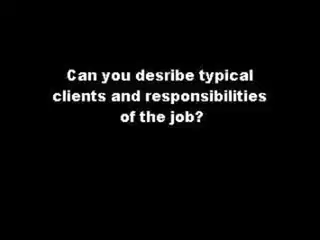 Can you desribe typical
clients and responsibilities
of the job?